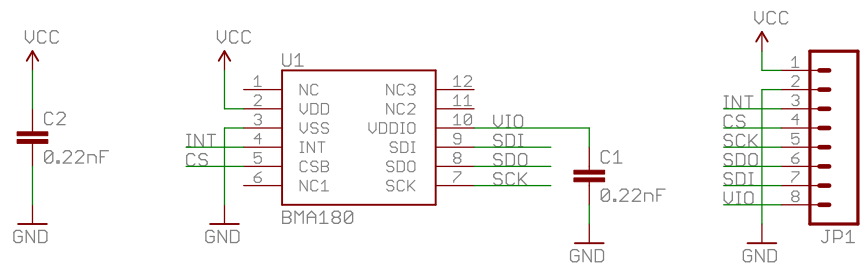 VCC
C2
0.22nF
GND
VCC
U1
1 NC NC3 12
2 VDD NC2 11
3 VSS VDDIO 10 VIO
INT 4 INT SDI 9 SDI
CS 5 CSB SDO 8 SDO
6 NC1 SCK 7 SCK
BMA180
GND
C1
0.22nF
GND
VCC
1
2
INT 3
CS 4
SCK 5
SDO 6
SDI 7
VIO 8
JP1
GND